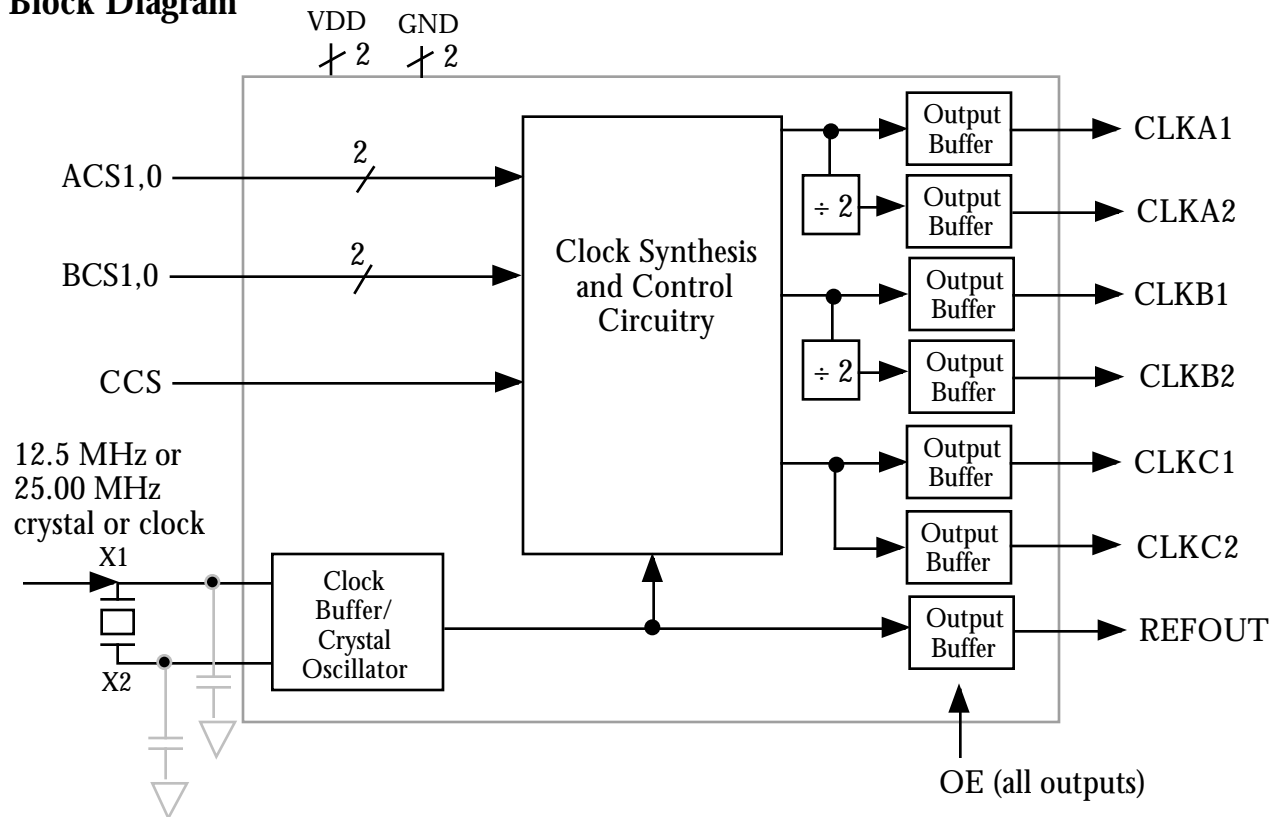 Block Diagram
VDD
GND
2
2
ACS1,0
2
BCS1,0
2
CCS
12.5 MHz or
25.00 MHz
crystal or clock
X1
X2
Clock
Buffer/
Crystal
Oscillator
Clock Synthesis
and Control
Circuitry
÷ 2
÷ 2
Output
Buffer
CLKA1
Output
Buffer
CLKA2
Output
Buffer
CLKB1
Output
Buffer
CLKB2
Output
Buffer
CLKC1
Output
Buffer
CLKC2
Output
Buffer
REFOUT
OE (all outputs)